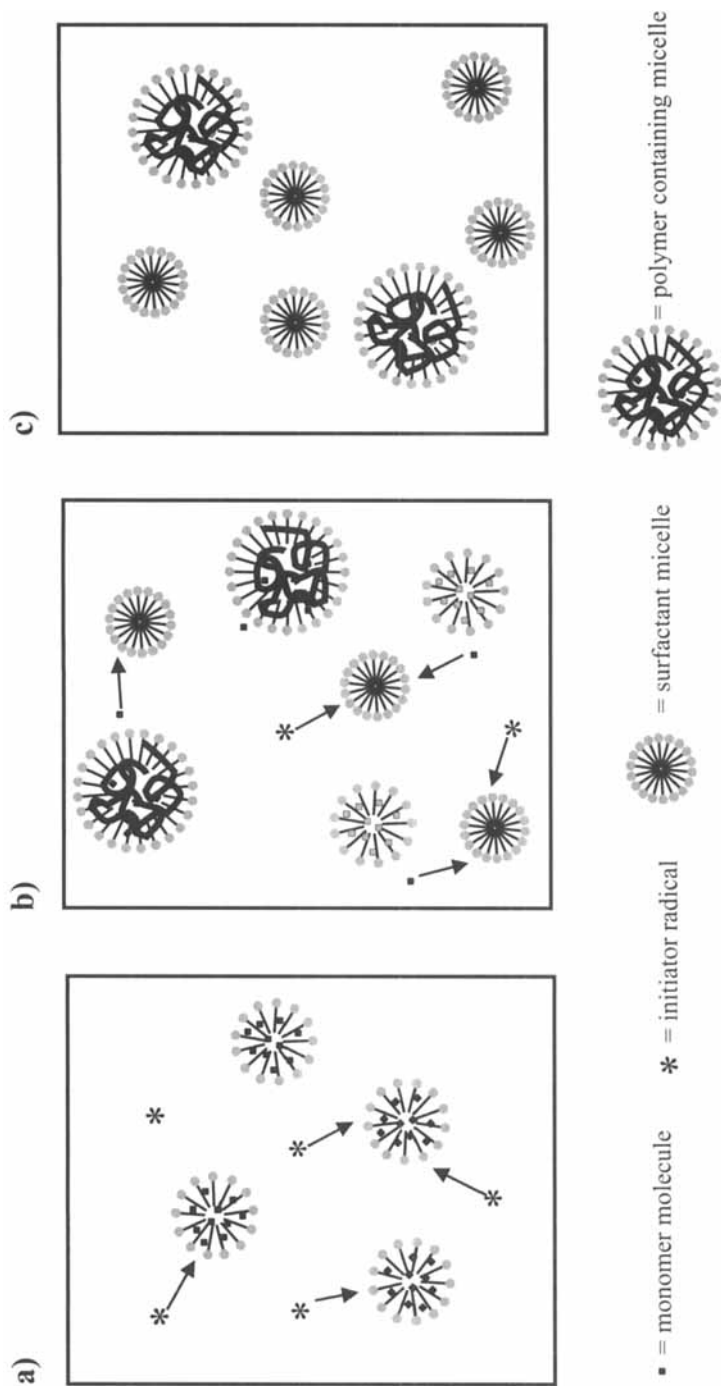 a)
b)
c)
▪ = monomer molecule
* = initiator radical
= surfactant micelle
= polymer containing micelle